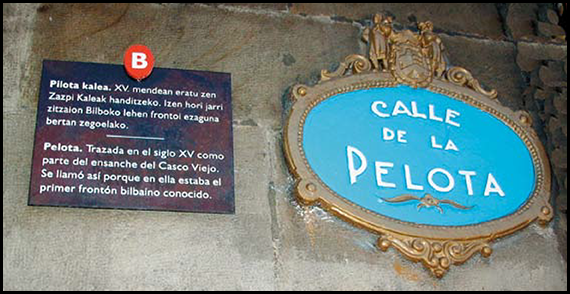 B
Pilota kalea. XV. mendean eratu zen
Zazpi Kaleak handitzeko. Izen hori jarri
zitzaion Bilboko lehen frontoi ezaguna
bertan zegoelako.
Pelota. Trazada en el siglo XV como
parte del ensanche del Casco Viejo.
Se llamó así porque en ella estaba el
primer frontón bilbaíno conocido.
CALLE
DE LA
PELOTA